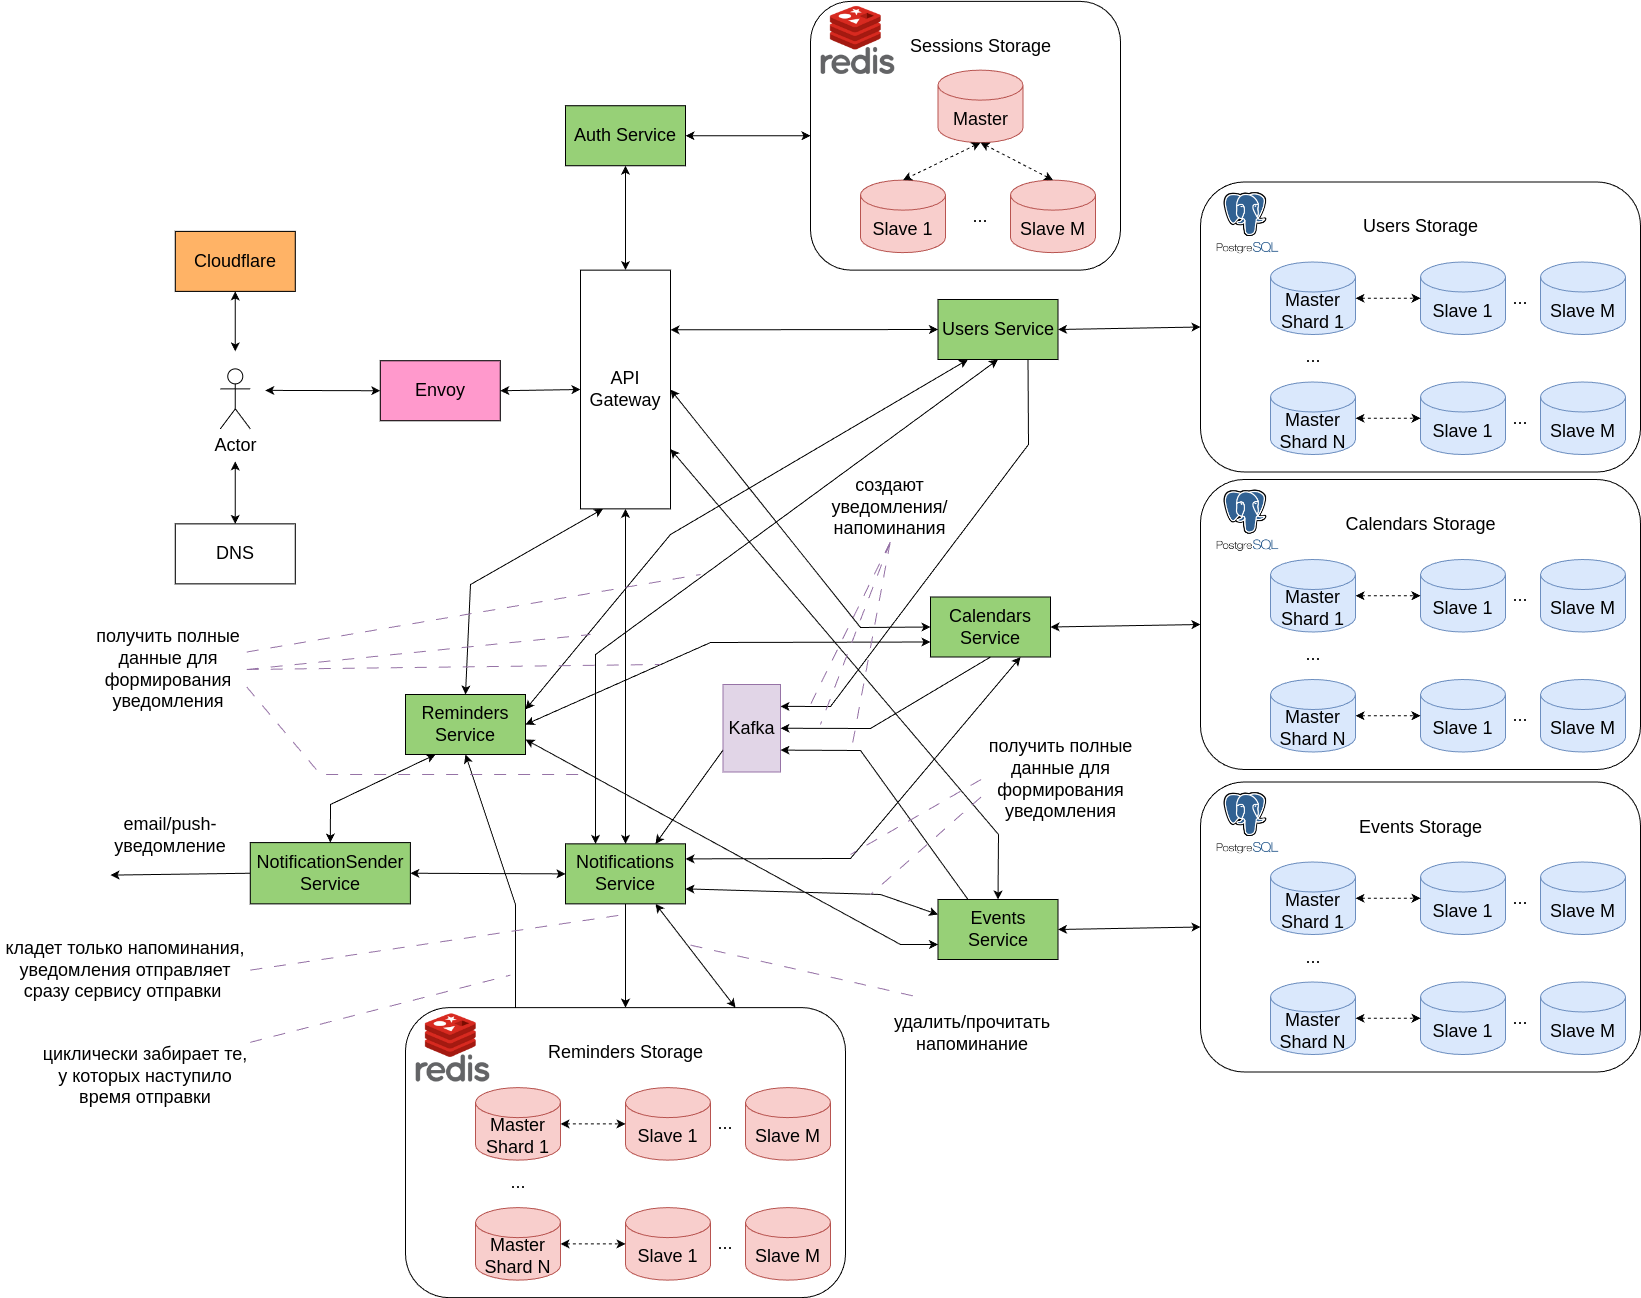 redis
Sessions Storage
Master
Slave 1
...
Slave M
Auth Service
Cloudflare
Actor
DNS
Envoy
API
Gateway
Users Service
PostgreSQL
Users Storage
Master
Shard 1
Slave 1
...
Slave M
...
Master
Shard N
Slave 1
...
Slave M
создают
уведомления/
напоминания
PostgreSQL
Calendars Storage
Master
Shard 1
Slave 1
...
Slave M
...
Master
Shard N
Slave 1
...
Slave M
Calendars
Service
получить полные
данные для
формирования
уведомления
Reminders
Service
Kafka
получить полные
данные для
формирования
уведомления
email/push-
уведомление
NotificationSender
Service
Notifications
Service
Events
Service
PostgreSQL
Events Storage
Master
Shard 1
Slave 1
...
Slave M
...
Master
Shard N
Slave 1
...
Slave M
кладет только напоминания,
уведомления отправляет
сразу сервису отправки
циклически забирает те,
у которых наступило
время отправки
удалить/прочитать
напоминание
redis
Reminders Storage
Master
Shard 1
Slave 1
...
Slave M
...
Master
Shard N
Slave 1
...
Slave M